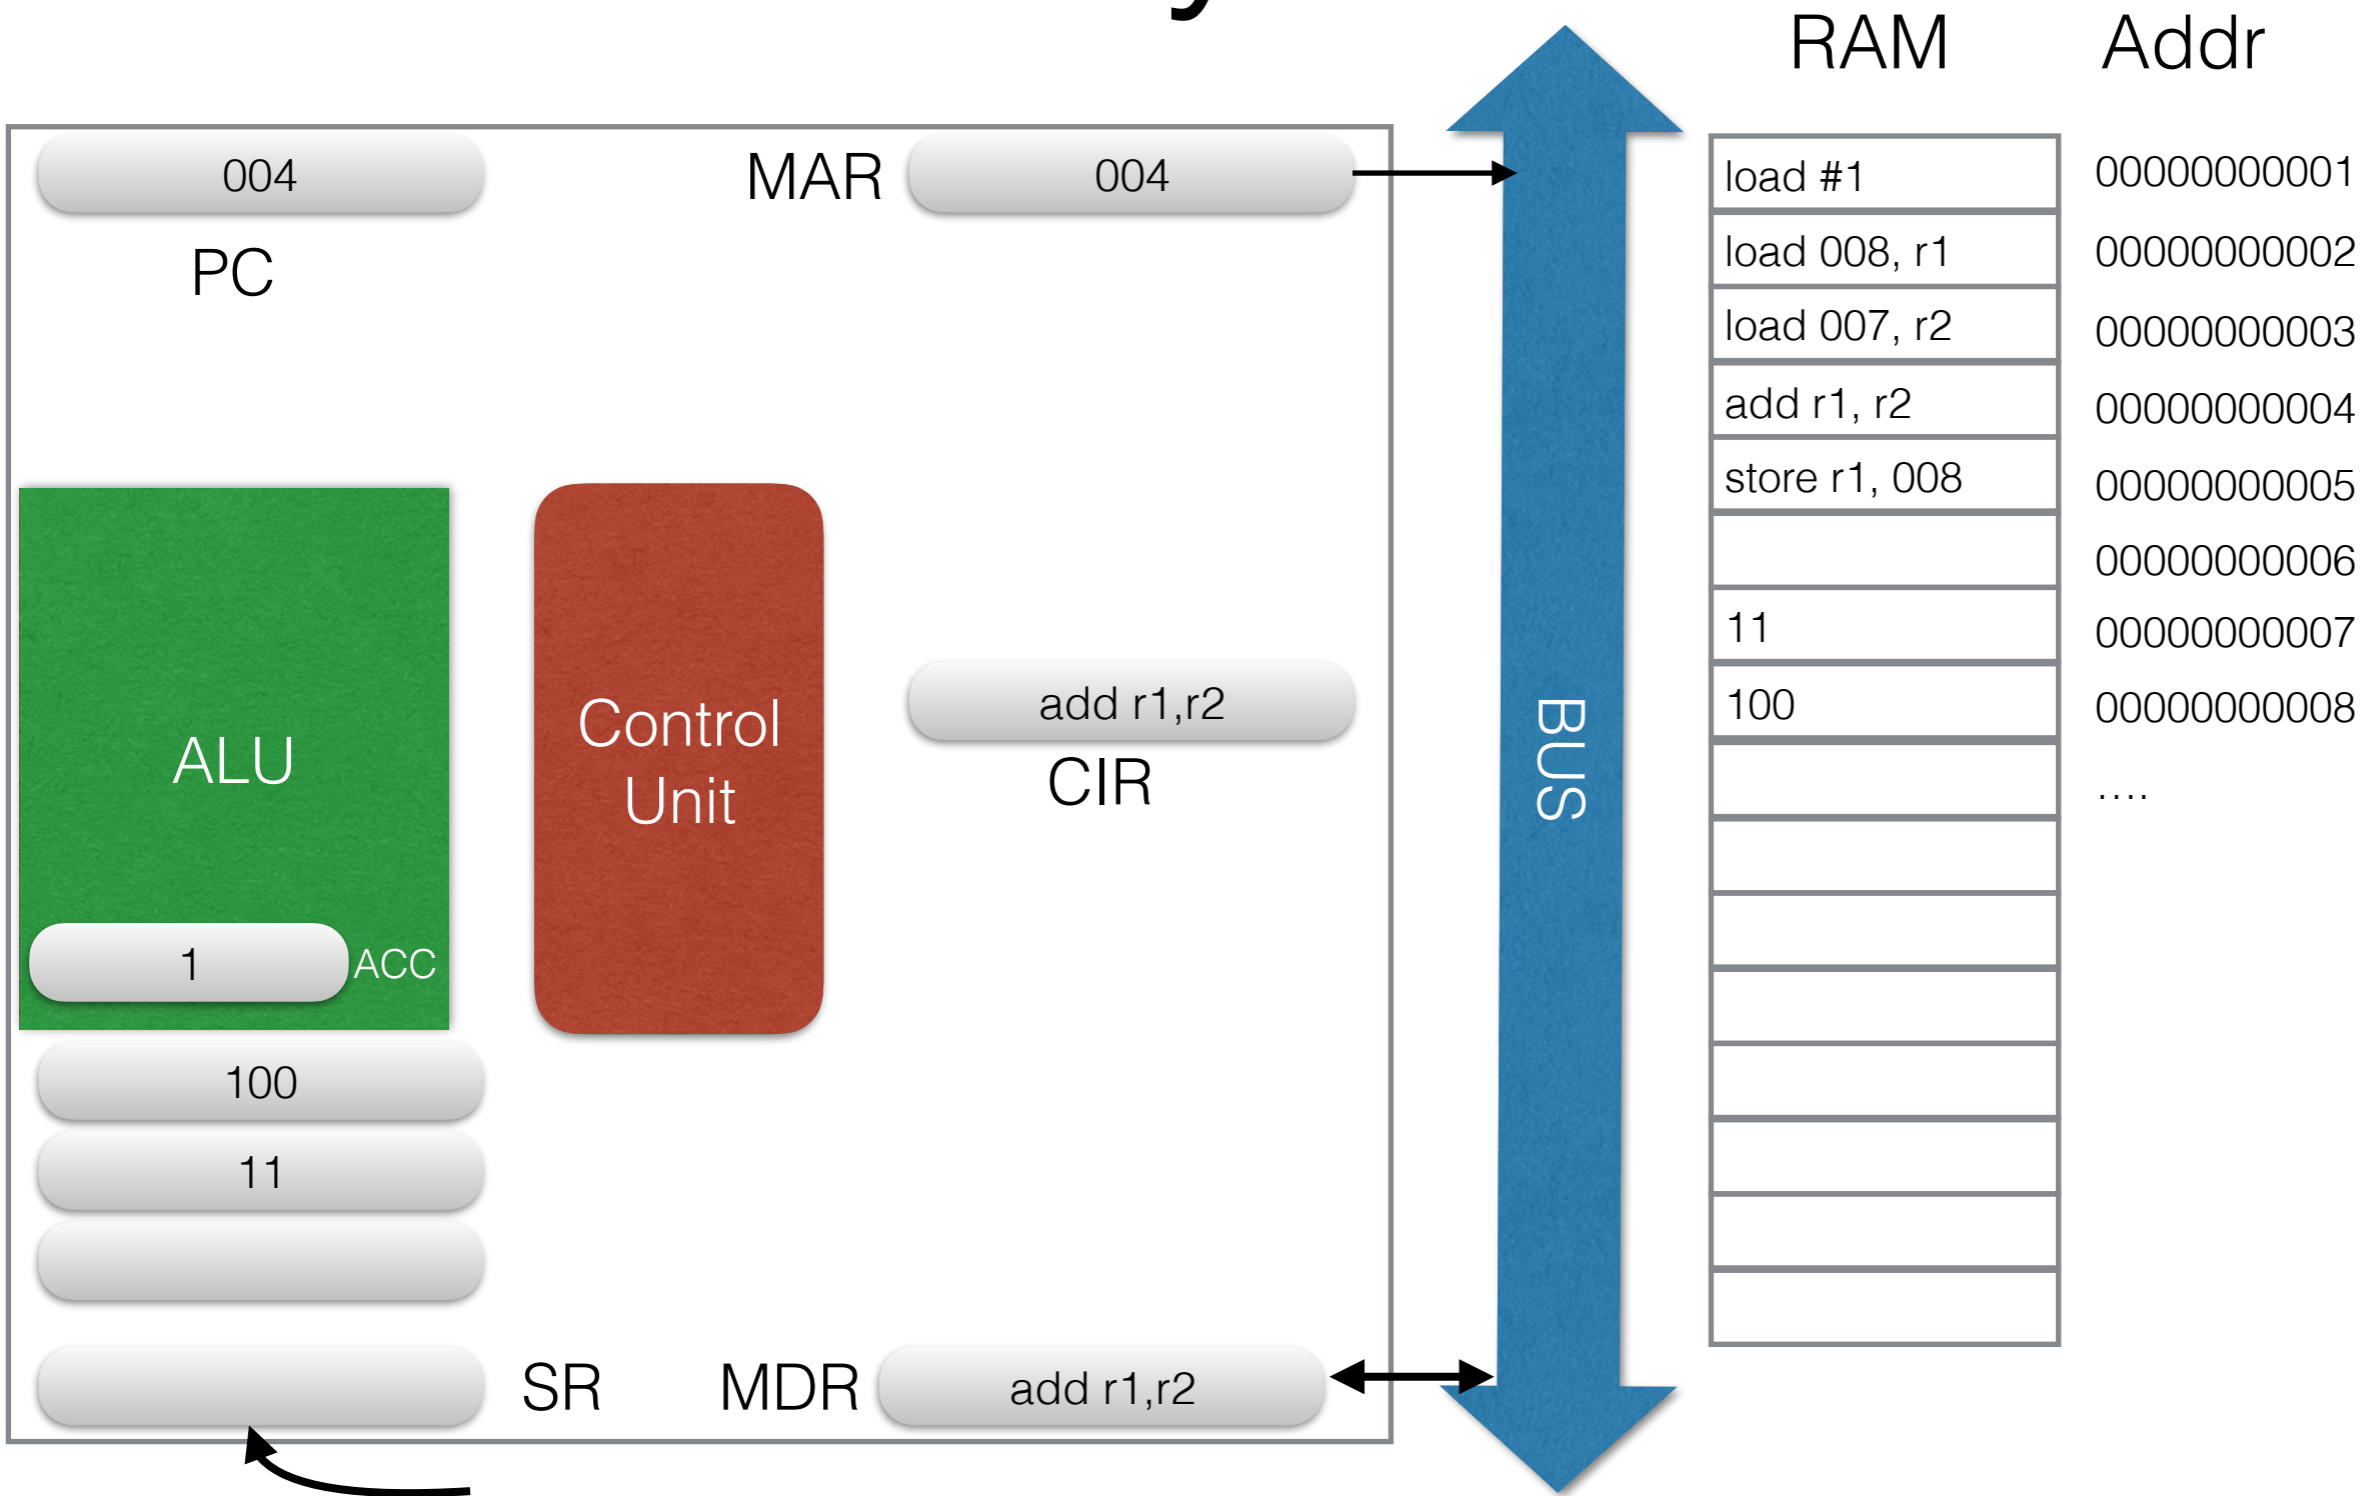 RAM Addr
004
PC
MAR 004
ALU
1 ACC
100
11
SR
Control
Unit
add r1,r2
CIR
MDR add r1,r2
BUS
load #1 00000000001
load 008, r1 00000000002
load 007, r2 00000000003
add r1, r2 00000000004
store r1, 008 00000000005
00000000006
11 00000000007
100 00000000008
....